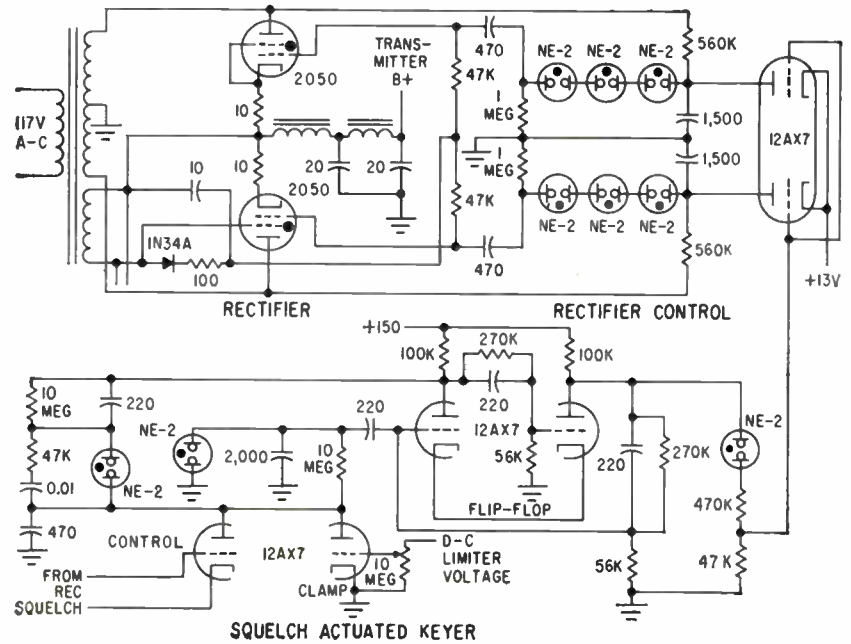 TRANS-
MITTER
B+
117V
A-C
2050
10
10
2050
20
20
10
1N34A
100
RECTIFIER
470
47K
47K
470
1
MEG
1
MEG
NE-2
NE-2
NE-2
NE-2
NE-2
NE-2
560K
1,500
1,500
560K
12AX7
+13V
RECTIFIER CONTROL
+150
100K
270K
220
100K
10
MEG
220
47K
0.01
470
NE-2
NE-2
2,000
10
MEG
220
12AX7
56K
FLIP-FLOP
220
270K
NE-2
470K
47K
56K
CONTROL
12AX7
CLAMP
10
MEG
D-C
LIMITER
VOLTAGE
FROM
REC
SQUELCH
SQUELCH ACTUATED KEYER